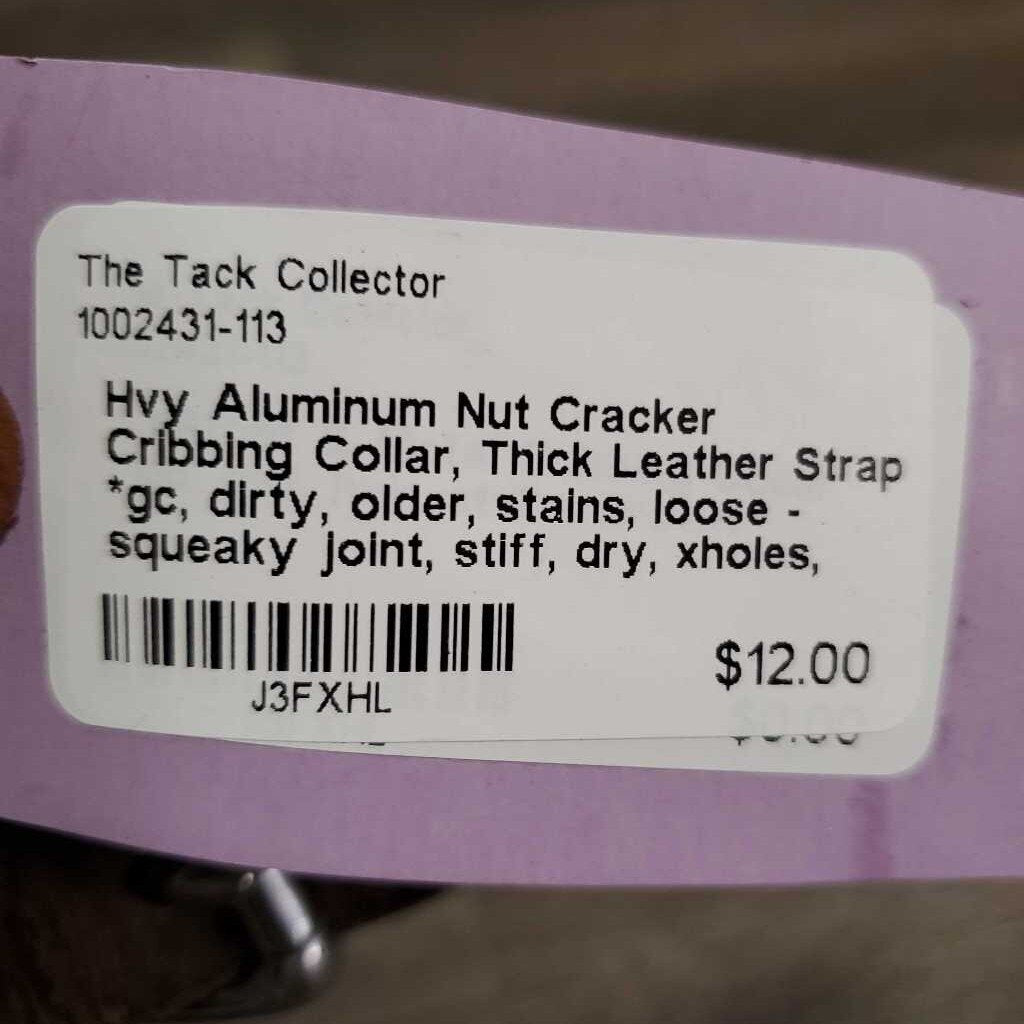 The Tack Collector
1002431-113
Hvy Aluminum Nut Cracker
Cribbing Collar, Thick Leather Strap
*gc, dirty, older, stains, loose -
squeaky joint, stiff, dry, xholes,
$12.00
J3FXHL